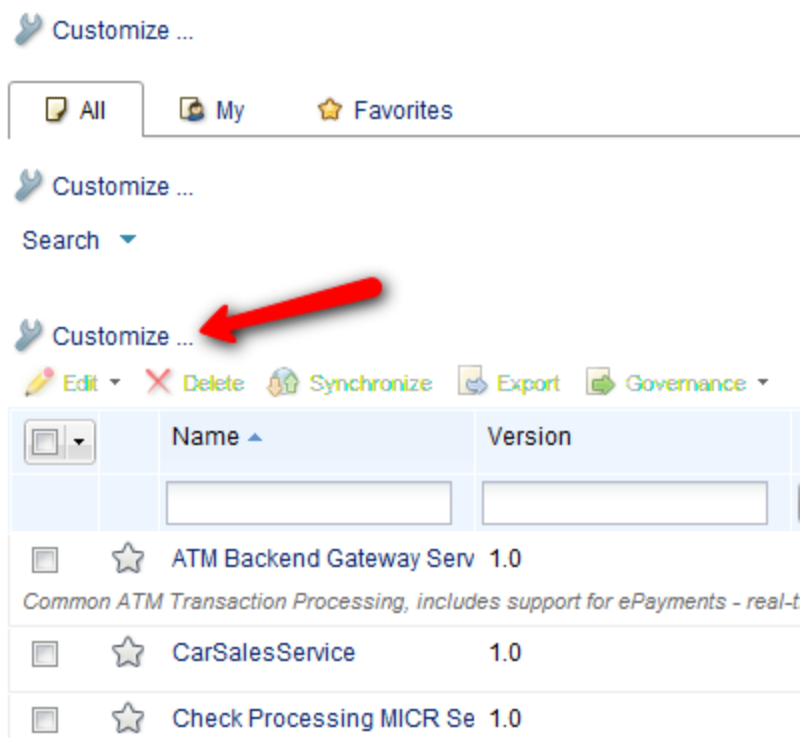 Customize ...
All My Favorites
Customize ...
Search
Customize ...
Edit Delete Synchronize Export Governance
Name Version
ATM Backend Gateway Serv 1.0
Common ATM Transaction Processing, includes support for ePayments - real-t
CarSalesService 1.0
Check Processing MICR Se 1.0